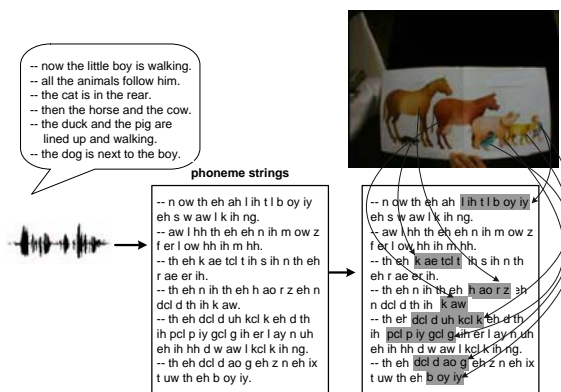 -- now the little boy is walking.
-- all the animals follow him.
-- the cat is in the rear.
-- then the horse and the cow.
-- the duck and the pig are
lined up and walking.
-- the dog is next to the boy.
phoneme strings
-- n ow th eh ah l ih t l b oy iy
eh s w aw l k ih ng.
-- aw l hh th eh eh n ih m ow z
f er l ow hh ih m hh.
-- th eh k ae tcl t ih s ih n th eh
r ae er ih.
-- th eh n ih th eh h ao r z eh n
dcl d th ih k aw.
-- th eh dcl d uh kcl k eh d th
ih pcl p iy gcl g ih er l ay n uh
eh ih hh d w aw l kcl k ih ng.
-- th eh dcl d ao g eh z n eh ix
t uw th eh b oy iy.
-- n ow th eh ah l ih t l b oy iy
eh s w aw l k ih ng.
-- aw l hh th eh eh n ih m ow z
f er l ow hh ih m hh.
-- th eh k ae tcl t ih s ih n th
eh r ae er ih.
-- th eh n ih th eh h ao r z eh
n dcl d th ih k aw
-- th eh dcl d uh kcl k eh d th
ih pcl p iy gcl g ih er l ay n uh
eh ih hh d w aw l kcl k ih ng.
-- th eh dcl d ao g eh z n eh ix
t uw th eh b oy iy.